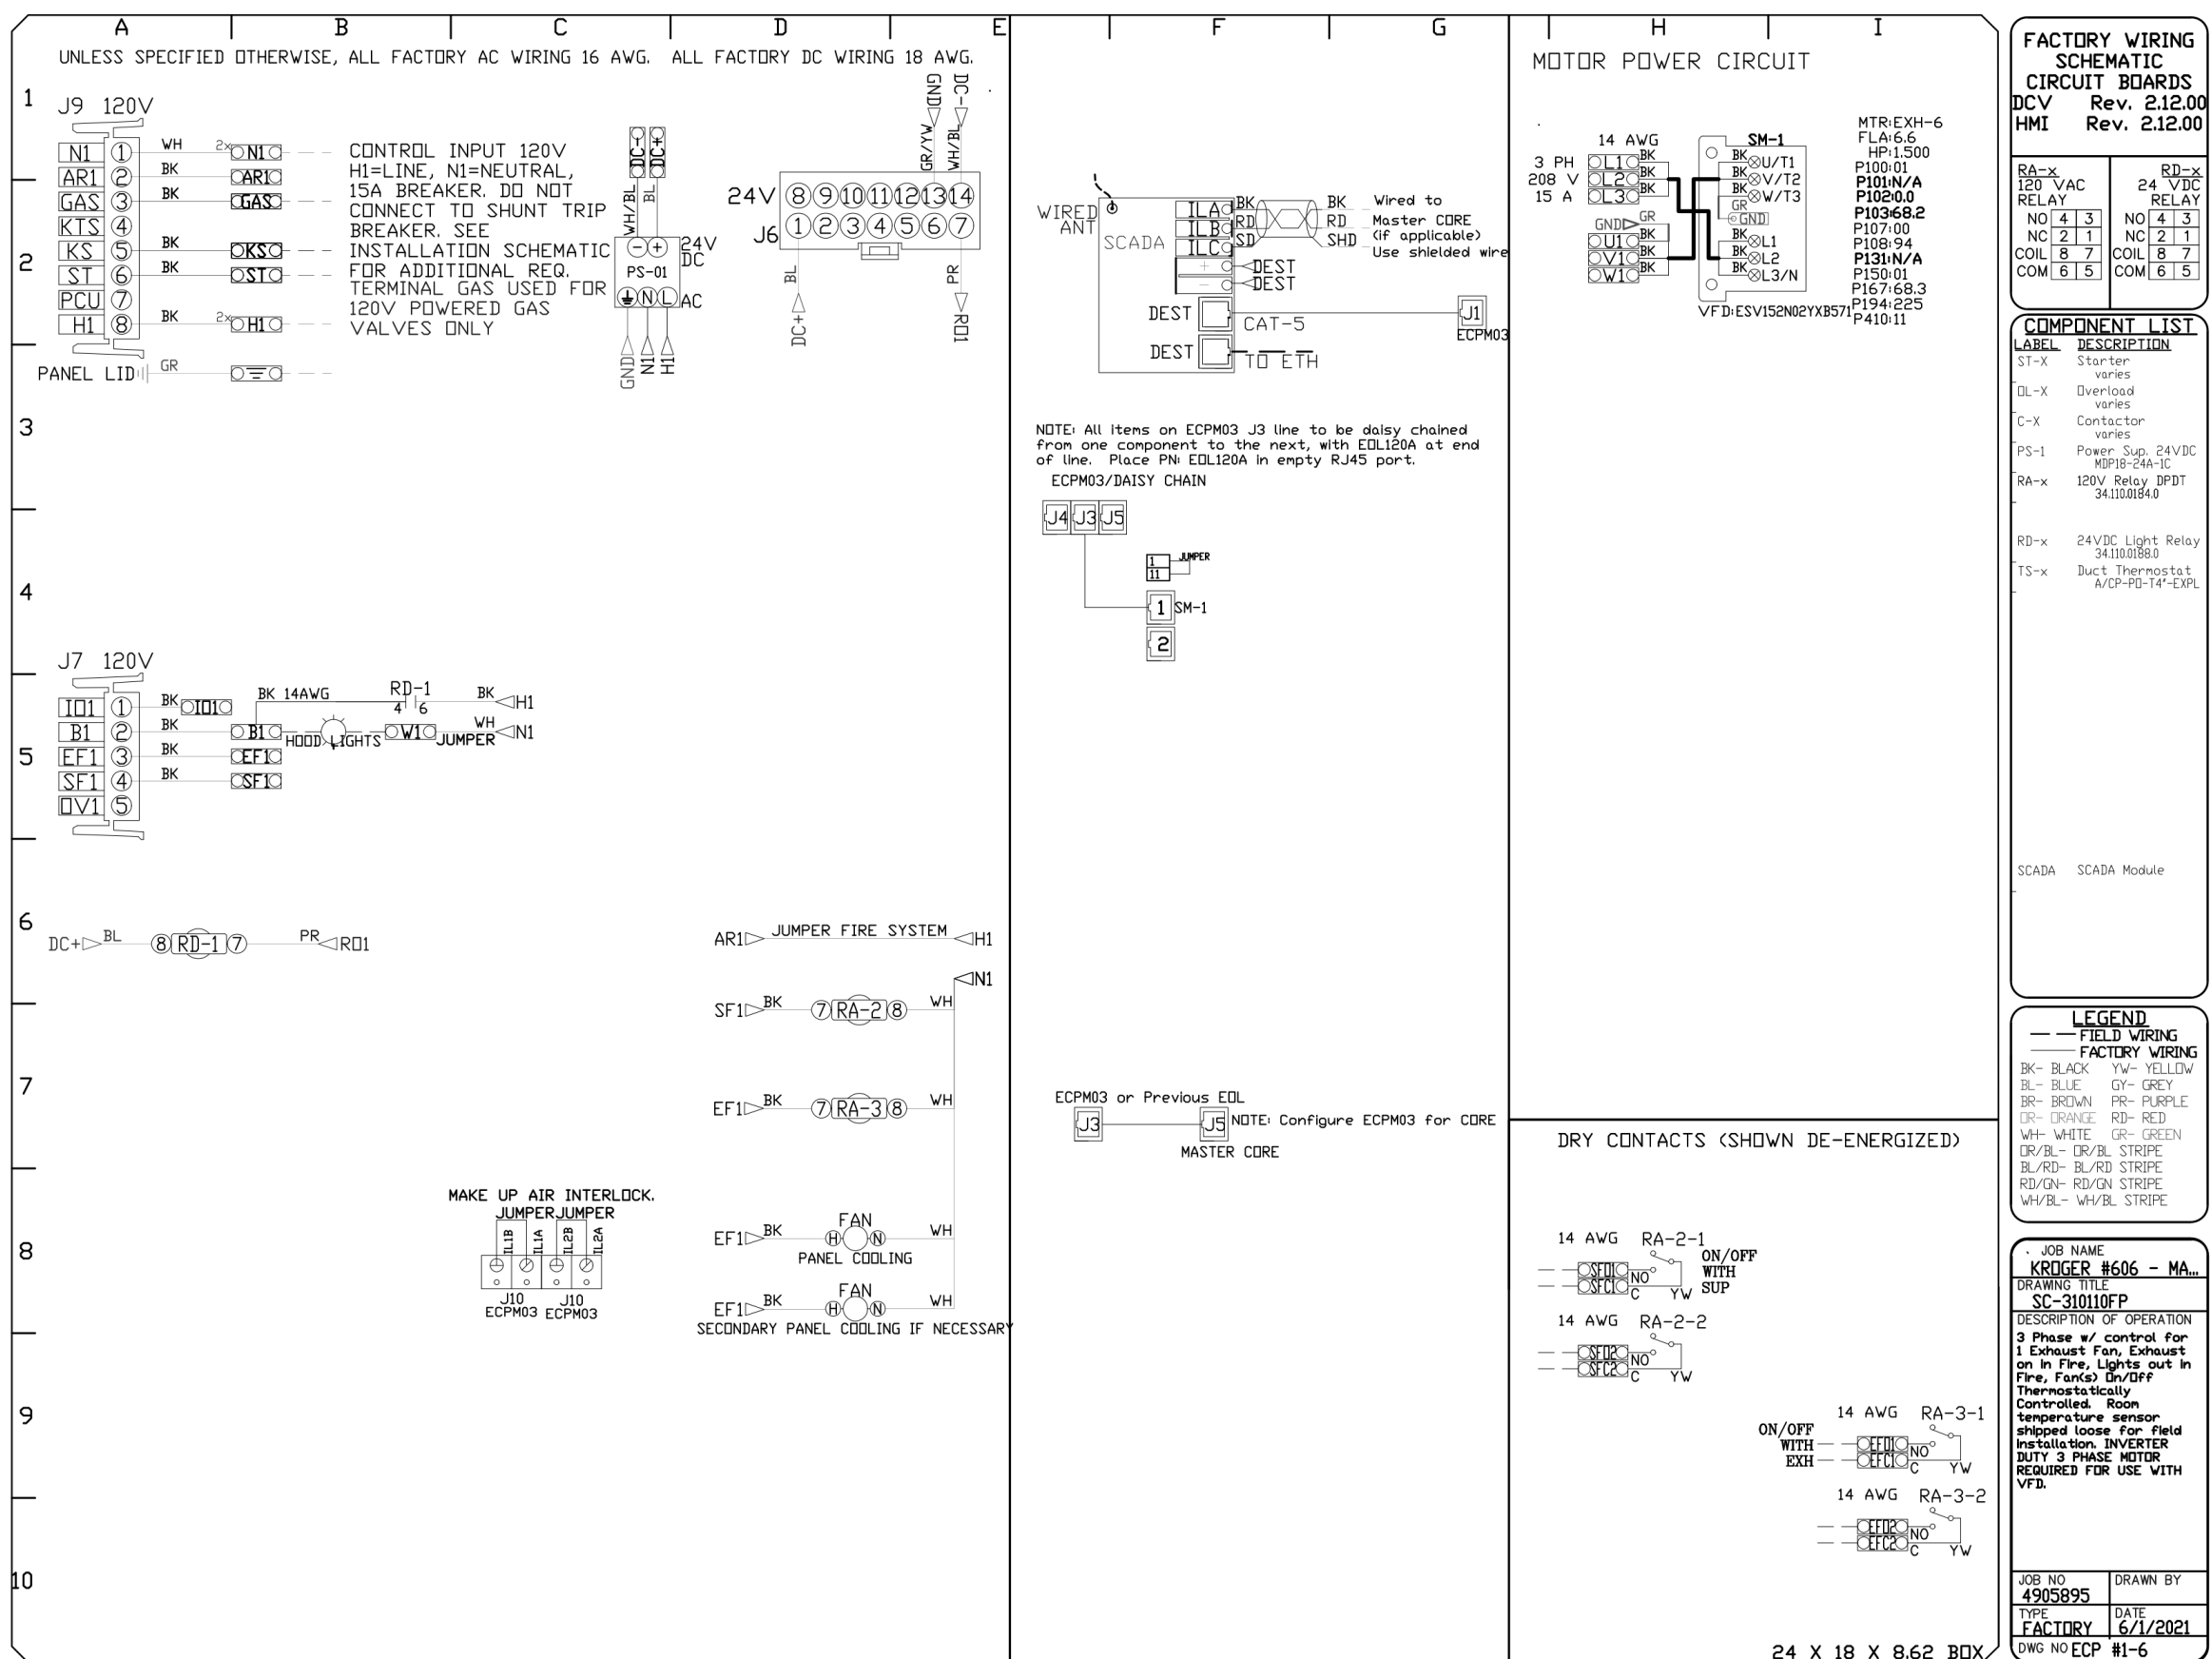 A B C D E F G H I
UNLESS SPECIFIED OTHERWISE, ALL FACTORY AC WIRING 16 AWG. ALL FACTORY DC WIRING 18 AWG.
1
2
3
4
5
6
7
8
9
10
J9 120V
N1 1 WH 2x N1
AR1 2 BK AR1
GAS 3 BK GAS
KTS 4
KS 5 BK KS
ST 6 BK ST
PCU 7
H1 8 BK 2x H1
PANEL LID GR
CONTROL INPUT 120V
H1=LINE, N1=NEUTRAL,
15A BREAKER. DO NOT
CONNECT TO SHUNT TRIP
BREAKER. SEE
INSTALLATION SCHEMATIC
FOR ADDITIONAL REQ.
TERMINAL GAS USED FOR
120V POWERED GAS
VALVES ONLY
DC- DC+
WH/BL BL
- + 24V
DC
PS-01
N L AC
GND N1 H1
GND DC-
GR/YW WH/BL
24V 8 9 10 11 12 13 14
J6 1 2 3 4 5 6 7
BL PR
DC+ RO1
J7 120V
IO1 1 BK IO1
B1 2 BK B1
EF1 3 BK EF1
SF1 4 BK SF1
OV1 5
BK 14AWG RD-1 BK H1
4 6
HOOD LIGHTS W1 JUMPER WH N1
DC+ BL 8 RD-1 7 PR RO1
AR1 JUMPER FIRE SYSTEM H1
N1
SF1 BK 7 RA-2 8 WH
EF1 BK 7 RA-3 8 WH
EF1 BK H FAN N WH
PANEL COOLING
EF1 BK H FAN N WH
SECONDARY PANEL COOLING IF NECESSARY
MAKE UP AIR INTERLOCK.
JUMPER JUMPER
IL1B IL1A IL2B IL2A
J10 J10
ECPM03 ECPM03
WIRED
ANT
SCADA
ILA BK BK Wired to
ILB RD RD Master CORE
ILC SD SHD (if applicable)
Use shielded wire
+ DEST
- DEST
DEST CAT-5 J1
ECPM03
DEST TO ETH
NOTE: All items on ECPM03 J3 line to be daisy chained
from one component to the next, with EOL120A at end
of line. Place PN: EOL120A in empty RJ45 port.
ECPM03/DAISY CHAIN
J4 J3 J5
1 JUMPER
11
1 SM-1
2
ECPM03 or Previous EOL
J3 J5 NOTE: Configure ECPM03 for CORE
MASTER CORE
MOTOR POWER CIRCUIT
14 AWG
3 PH L1 BK
208 V L2 BK
15 A L3 BK
GND GR
U1 BK
V1 BK
W1 BK
SM-1
BK U/T1
BK V/T2
BK W/T3
GR GND
BK L1
BK L2
BK L3/N
VFD:ESV152N02YXB571
MTR:EXH-6
FLA:6.6
HP:1.500
P100:01
P101:N/A
P102:0.0
P103:68.2
P107:00
P108:94
P131:N/A
P150:01
P167:68.3
P194:225
P410:11
DRY CONTACTS (SHOWN DE-ENERGIZED)
14 AWG RA-2-1
SFO1 NO ON/OFF
SFC1 C YW WITH
SUP
14 AWG RA-2-2
SFO2 NO
SFC2 C YW
14 AWG RA-3-1
ON/OFF
WITH EFO1 NO
EXH EFC1 C YW
14 AWG RA-3-2
EFO2 NO
EFC2 C YW
24 X 18 X 8.62 BOX
FACTORY WIRING
SCHEMATIC
CIRCUIT BOARDS
DCV Rev. 2.12.00
HMI Rev. 2.12.00
RA-x RD-x
120 VAC 24 VDC
RELAY RELAY
NO 4 3 NO 4 3
NC 2 1 NC 2 1
COIL 8 7 COIL 8 7
COM 6 5 COM 6 5
COMPONENT LIST
LABEL DESCRIPTION
ST-X Starter
varies
OL-X Overload
varies
C-X Contactor
varies
PS-1 Power Sup. 24VDC
MDP18-24A-1C
RA-x 120V Relay DPDT
34.110.0184.0
RD-x 24VDC Light Relay
34.110.0188.0
TS-x Duct Thermostat
A/CP-PO-T4"-EXPL
SCADA SCADA Module
LEGEND
FIELD WIRING
FACTORY WIRING
BK- BLACK YW- YELLOW
BL- BLUE GY- GREY
BR- BROWN PR- PURPLE
OR- ORANGE RD- RED
WH- WHITE GR- GREEN
OR/BL- OR/BL STRIPE
BL/RD- BL/RD STRIPE
RD/GN- RD/GN STRIPE
WH/BL- WH/BL STRIPE
JOB NAME
KROGER #606 - MA...
DRAWING TITLE
SC-310110FP
DESCRIPTION OF OPERATION
3 Phase w/ control for
1 Exhaust Fan, Exhaust
on in Fire, Lights out in
Fire, Fan(s) On/Off
Thermostatically
Controlled. Room
temperature sensor
shipped loose for field
installation. INVERTER
DUTY 3 PHASE MOTOR
REQUIRED FOR USE WITH
VFD.
JOB NO DRAWN BY
4905895
TYPE DATE
FACTORY 6/1/2021
DWG NO ECP #1-6